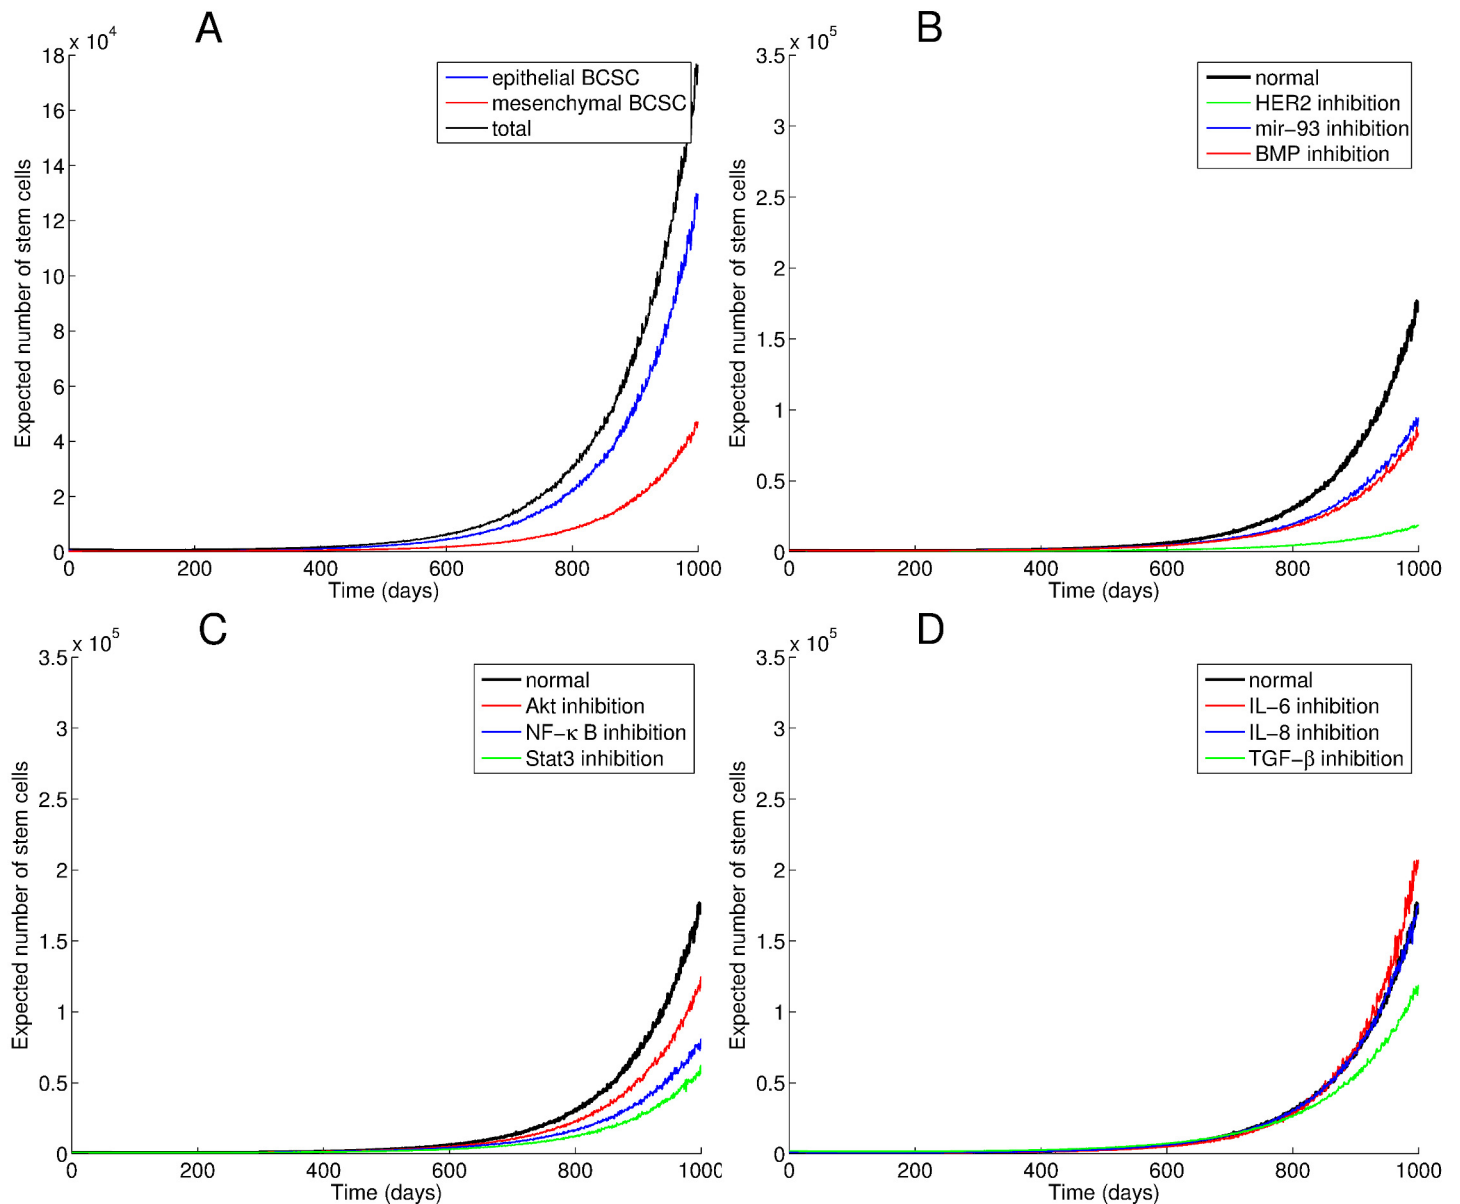 A
x 10^4
18
16
14
12
10
8
6
4
2
0
0 200 400 600 800 1000
Time (days)
Expected number of stem cells
epithelial BCSC
mesenchymal BCSC
total
B
x 10^5
3.5
3
2.5
2
1.5
1
0.5
0
0 200 400 600 800 1000
Time (days)
Expected number of stem cells
normal
HER2 inhibition
mir−93 inhibition
BMP inhibition
C
x 10^5
3.5
3
2.5
2
1.5
1
0.5
0
0 200 400 600 800 1000
Time (days)
Expected number of stem cells
normal
Akt inhibition
NF−κ B inhibition
Stat3 inhibition
D
x 10^5
3.5
3
2.5
2
1.5
1
0.5
0
0 200 400 600 800 1000
Time (days)
Expected number of stem cells
normal
IL−6 inhibition
IL−8 inhibition
TGF−β inhibition